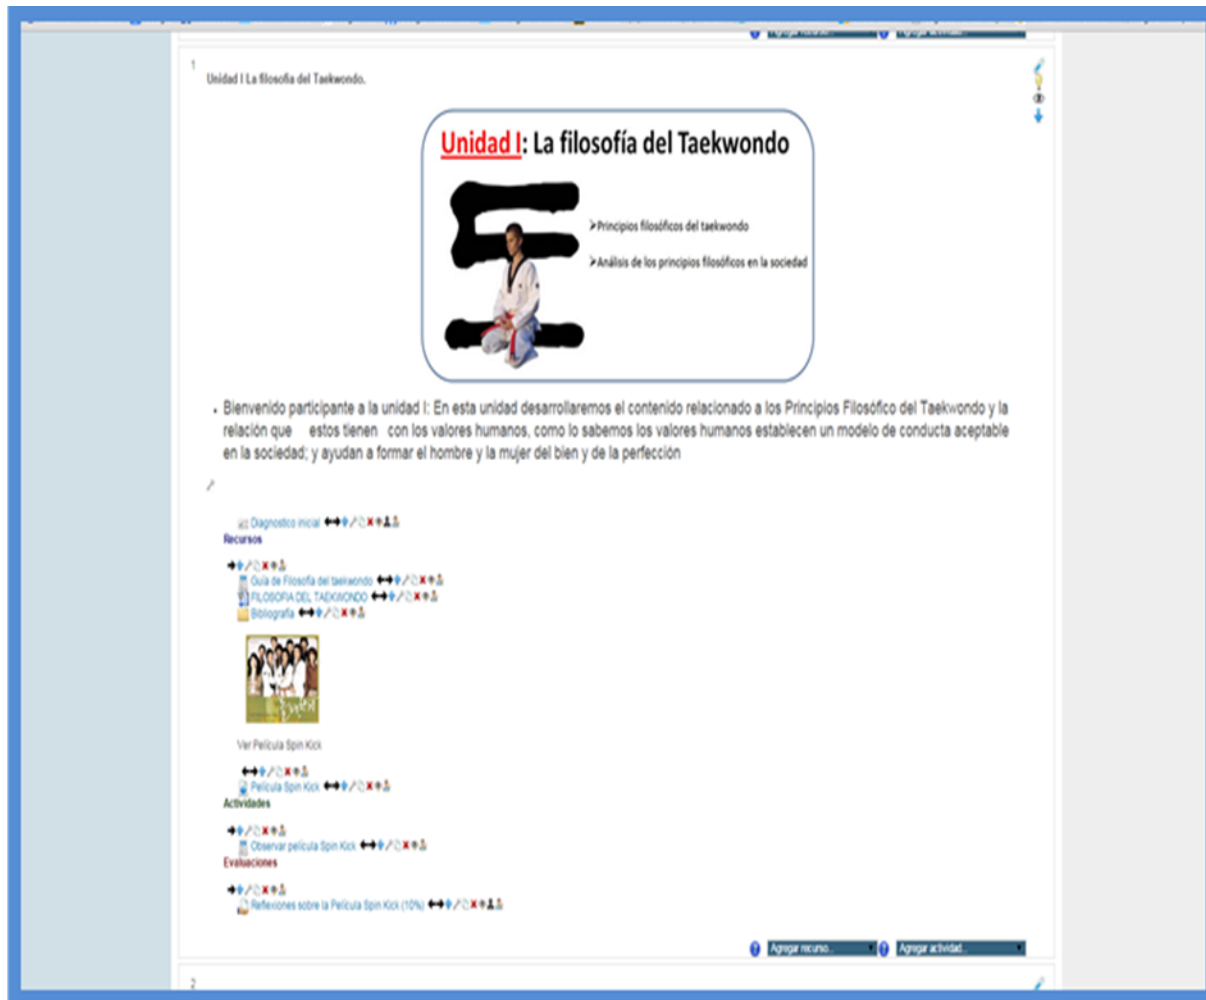 1
Unidad I La filosofía del Taekwondo.
Unidad I: La filosofía del Taekwondo
➢Principios filosóficos del taekwondo
➢Análisis de los principios filosóficos en la sociedad
• Bienvenido participante a la unidad I: En esta unidad desarrollaremos el contenido relacionado a los Principios Filosófico del Taekwondo y la
relación que estos tienen con los valores humanos, como lo sabemos los valores humanos establecen un modelo de conducta aceptable
en la sociedad; y ayudan a formar el hombre y la mujer del bien y de la perfección
Diagnostico inicial
Recursos
Guía de Filosofía del taekwondo
FILOSOFIA DEL TAEKWONDO
Bibliografía
Ver Película Spin Kick
Película Spin Kick
Actividades
Observar película Spin Kick
Evaluaciones
Reflexiones sobre la Película Spin Kick (10%)
Agregar recurso... Agregar actividad...
2